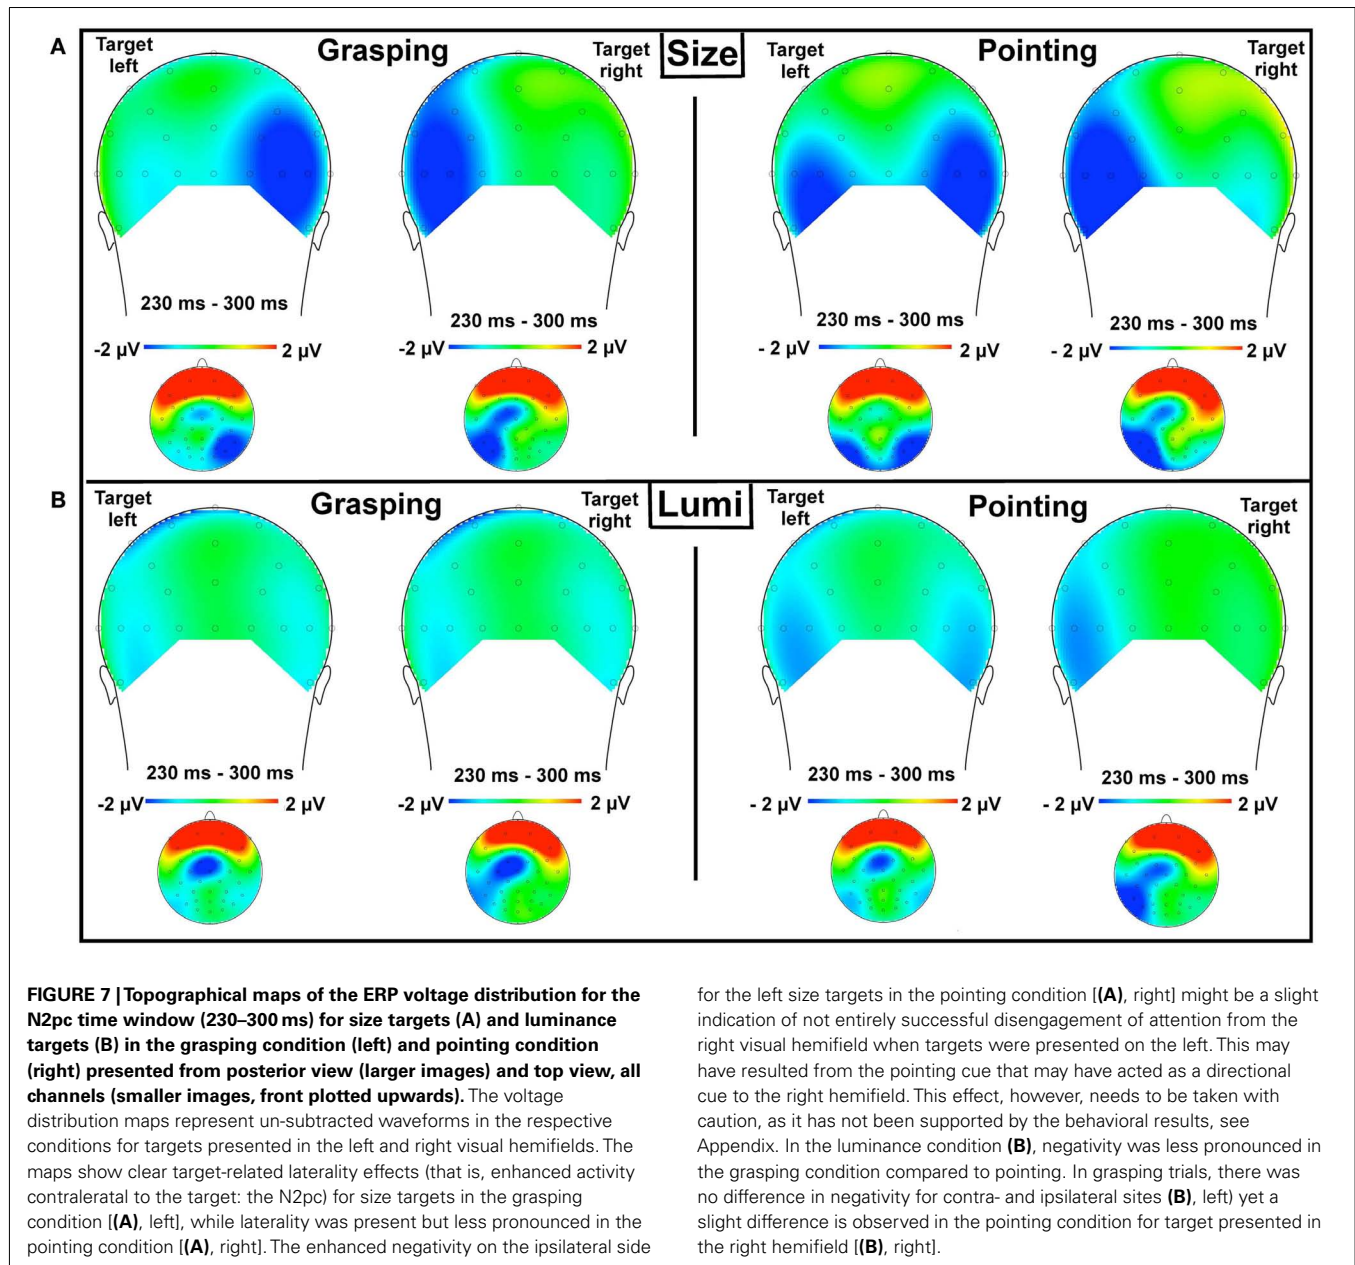 A
Target
left
Grasping
Target
right
Size
Target
left
Pointing
Target
right
230 ms - 300 ms
230 ms - 300 ms
230 ms - 300 ms
230 ms - 300 ms
-2 µV 2 µV
-2 µV 2 µV
- 2 µV 2 µV
- 2 µV 2 µV
B
Target
left
Grasping
Target
right
Lumi
Target
left
Pointing
Target
right
230 ms - 300 ms
230 ms - 300 ms
230 ms - 300 ms
230 ms - 300 ms
-2 µV 2 µV
-2 µV 2 µV
- 2 µV 2 µV
- 2 µV 2 µV
FIGURE 7 | Topographical maps of the ERP voltage distribution for the
N2pc time window (230–300 ms) for size targets (A) and luminance
targets (B) in the grasping condition (left) and pointing condition
(right) presented from posterior view (larger images) and top view, all
channels (smaller images, front plotted upwards). The voltage
distribution maps represent un-subtracted waveforms in the respective
conditions for targets presented in the left and right visual hemifields. The
maps show clear target-related laterality effects (that is, enhanced activity
contraleratal to the target: the N2pc) for size targets in the grasping
condition [(A), left], while laterality was present but less pronounced in the
pointing condition [(A), right]. The enhanced negativity on the ipsilateral side
for the left size targets in the pointing condition [(A), right] might be a slight
indication of not entirely successful disengagement of attention from the
right visual hemifield when targets were presented on the left. This may
have resulted from the pointing cue that may have acted as a directional
cue to the right hemifield. This effect, however, needs to be taken with
caution, as it has not been supported by the behavioral results, see
Appendix. In the luminance condition (B), negativity was less pronounced in
the grasping condition compared to pointing. In grasping trials, there was
no difference in negativity for contra- and ipsilateral sites (B), left) yet a
slight difference is observed in the pointing condition for target presented in
the right hemifield [(B), right].